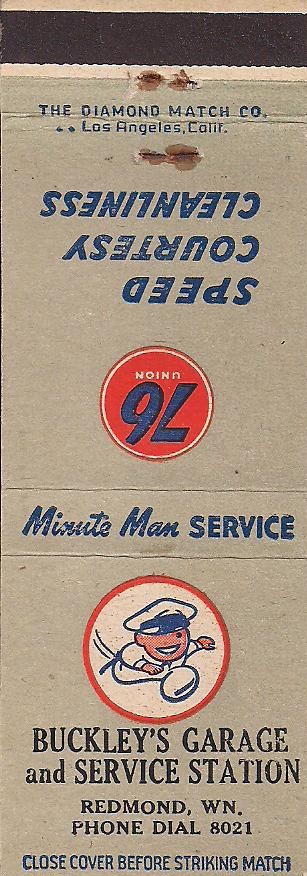 THE DIAMOND MATCH CO.
Los Angeles, Calif.
SPEED
COURTESY
CLEANLINESS
UNION
76
Minute Man SERVICE
BUCKLEY'S GARAGE
and SERVICE STATION
REDMOND, WN.
PHONE DIAL 8021
CLOSE COVER BEFORE STRIKING MATCH